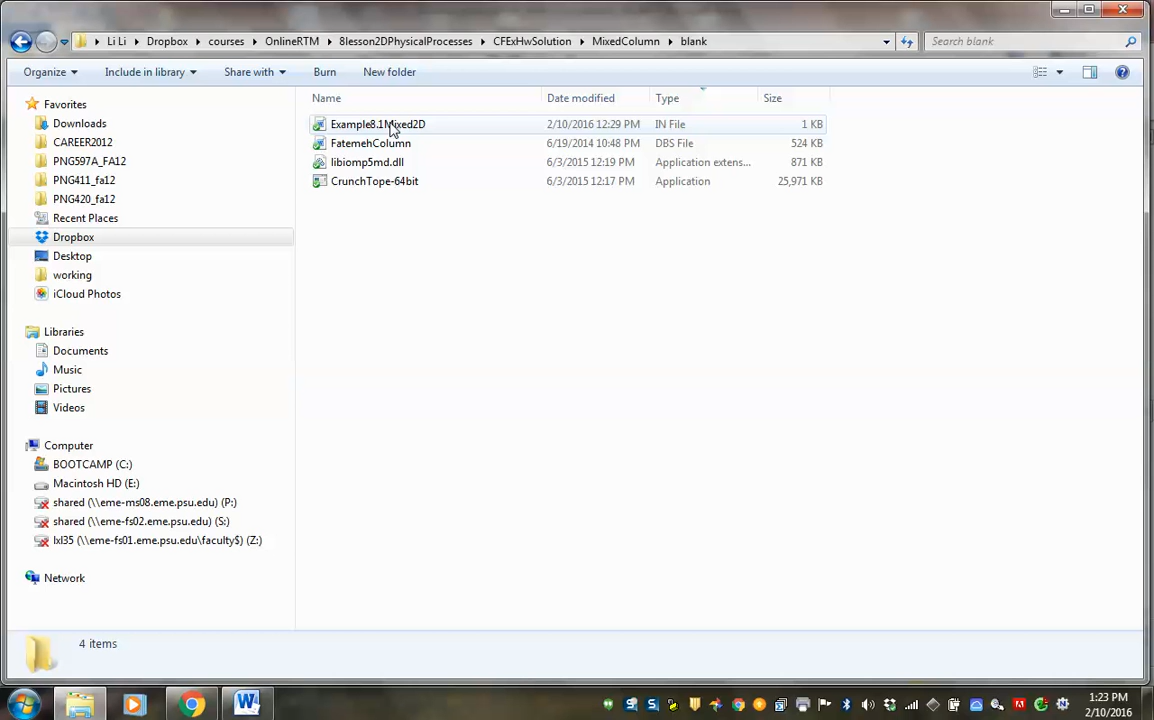 Li Li
Dropbox
courses
OnlineRTM
8lesson2DPhysicalProcesses
CFExHwSolution
MixedColumn
blank
Search blank
Organize
Include in library
Share with
Burn
New folder
Name
Date modified
Type
Size
Favorites
Downloads
CAREER2012
PNG597A_FA12
PNG411_fa12
PNG420_fa12
Recent Places
Dropbox
Desktop
working
iCloud Photos
Libraries
Documents
Music
Pictures
Videos
Computer
BOOTCAMP (C:)
Macintosh HD (E:)
shared (\\eme-ms08.eme.psu.edu) (P:)
shared (\\eme-fs02.eme.psu.edu) (S:)
lxl35 (\\eme-fs01.eme.psu.edu\faculty$) (Z:)
Network
Example8.1Mixed2D 2/10/2016 12:29 PM IN File 1 KB
FatemehColumn 6/19/2014 10:48 PM DBS File 524 KB
libiomp5md.dll 6/3/2015 12:19 PM Application extens... 871 KB
CrunchTope-64bit 6/3/2015 12:17 PM Application 25,971 KB
4 items
1:23 PM
2/10/2016